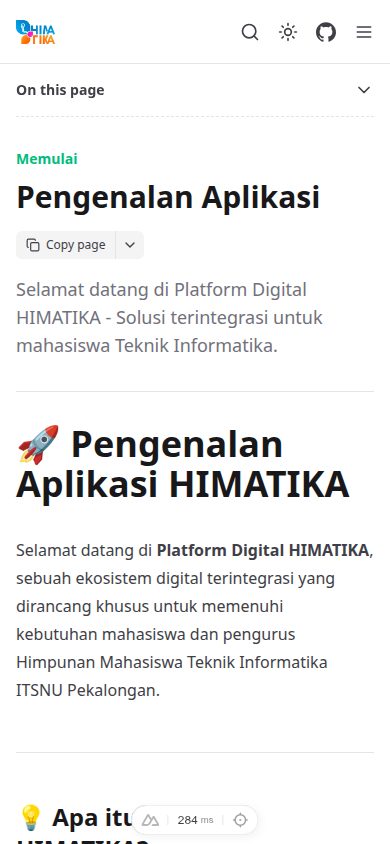 HIMA
TIKA
On this page
Memulai
Pengenalan Aplikasi
Copy page
Selamat datang di Platform Digital
HIMATIKA - Solusi terintegrasi untuk
mahasiswa Teknik Informatika.
🚀 Pengenalan
Aplikasi HIMATIKA
Selamat datang di Platform Digital HIMATIKA,
sebuah ekosistem digital terintegrasi yang
dirancang khusus untuk memenuhi
kebutuhan mahasiswa dan pengurus
Himpunan Mahasiswa Teknik Informatika
ITSNU Pekalongan.
💡 Apa itu
284 ms
HIMATIKA?